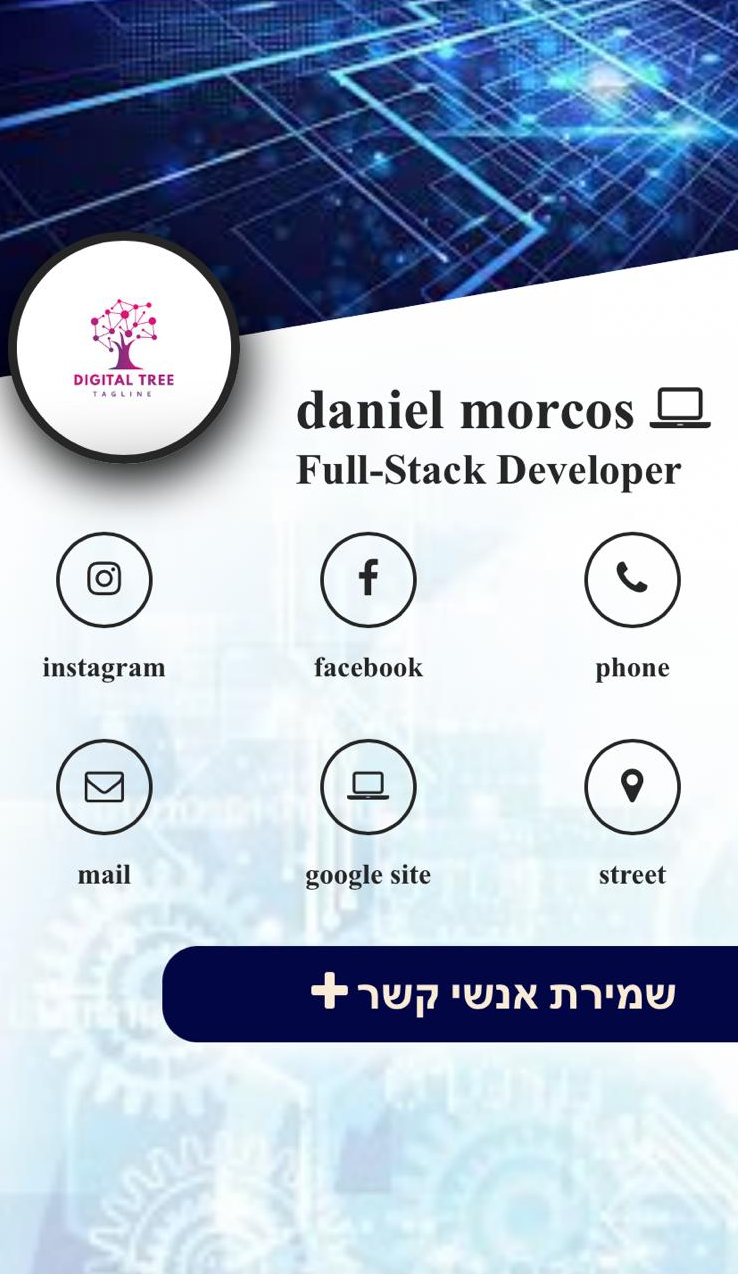 DIGITAL TREE
TAGLINE
daniel morcos
Full-Stack Developer
instagram
facebook
phone
mail
google site
street
שמירת אנשי קשר +